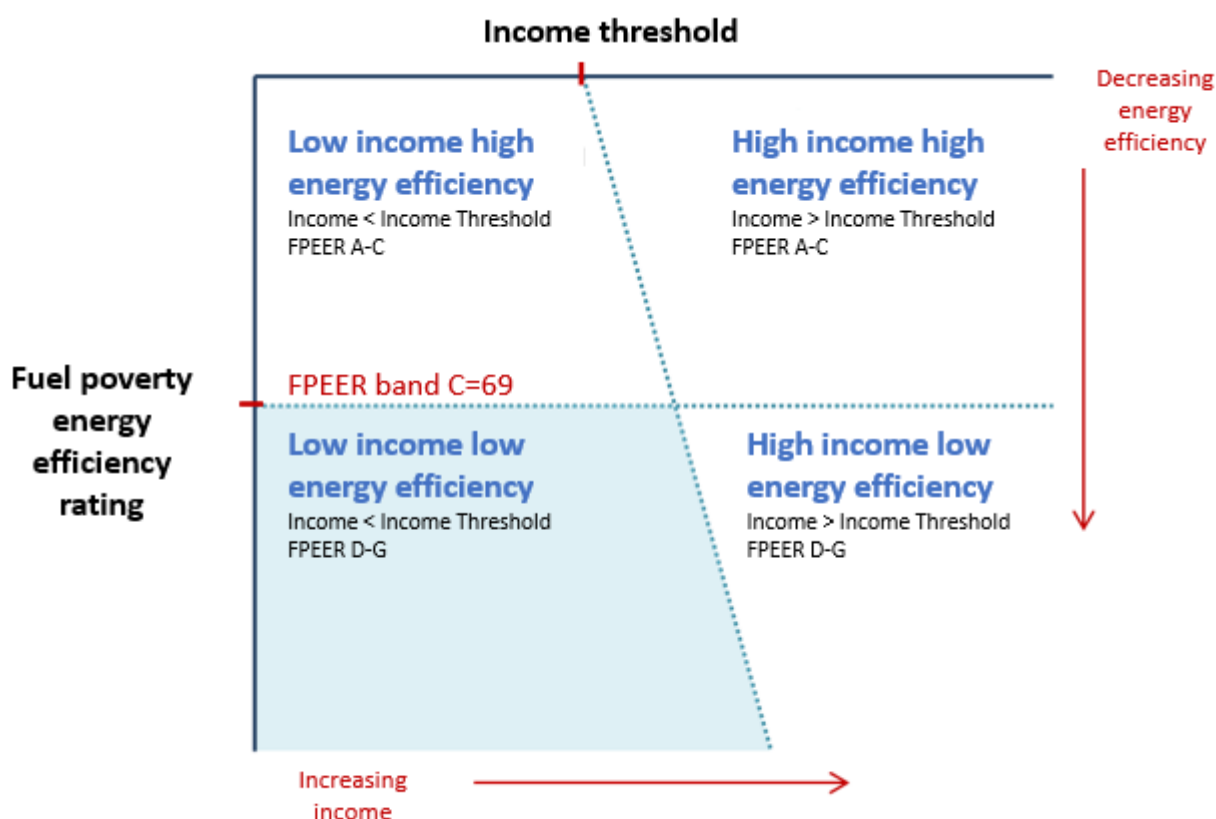 Income threshold
Decreasing
energy
efficiency
Low income high
energy efficiency
Income < Income Threshold
FPEER A-C
High income high
energy efficiency
Income > Income Threshold
FPEER A-C
Fuel poverty
energy
efficiency
rating
FPEER band C=69
Low income low
energy efficiency
Income < Income Threshold
FPEER D-G
High income low
energy efficiency
Income > Income Threshold
FPEER D-G
Increasing
income